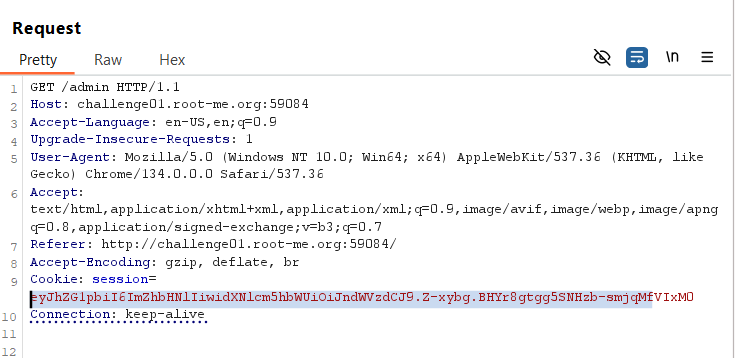 Request
Pretty Raw Hex \n
1 GET /admin HTTP/1.1
2 Host: challenge01.root-me.org:59084
3 Accept-Language: en-US,en;q=0.9
4 Upgrade-Insecure-Requests: 1
5 User-Agent: Mozilla/5.0 (Windows NT 10.0; Win64; x64) AppleWebKit/537.36 (KHTML, like
Gecko) Chrome/134.0.0.0 Safari/537.36
6 Accept:
text/html,application/xhtml+xml,application/xml;q=0.9,image/avif,image/webp,image/apng
q=0.8,application/signed-exchange;v=b3;q=0.7
7 Referer: http://challenge01.root-me.org:59084/
8 Accept-Encoding: gzip, deflate, br
9 Cookie: session=
eyJhZG1pbiI6ImZhbHNlIiwidXNlcm5hbWUiOiJndWVzdCJ9.Z-xybg.BHYr8gtgg5SNHzb-smjqMfVIxM0
10 Connection: keep-alive
11
12